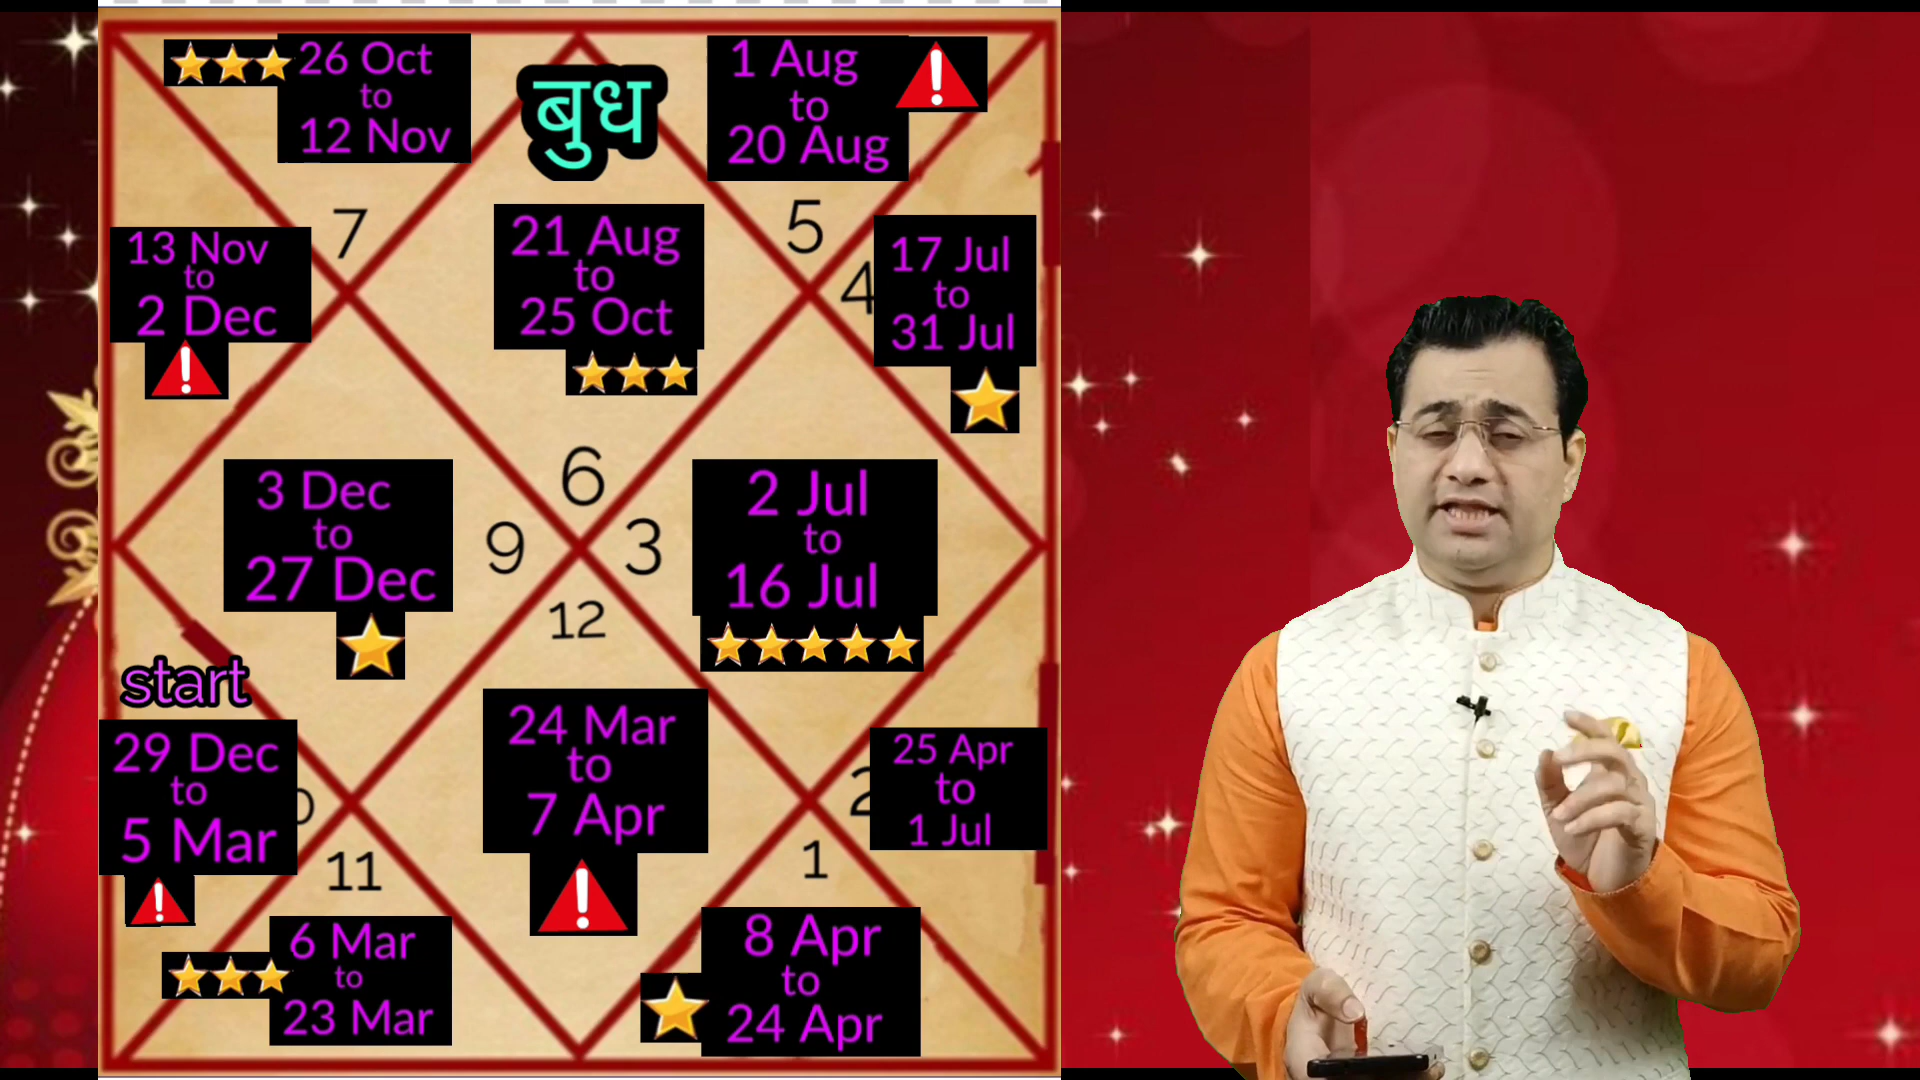 26 Oct
to
12 Nov
बुध
1 Aug
to
20 Aug
7
5
13 Nov
to
2 Dec
21 Aug
to
25 Oct
4
17 Jul
to
31 Jul
3 Dec
to
27 Dec
9
6
3
12
2 Jul
to
16 Jul
start
29 Dec
to
5 Mar
0
11
24 Mar
to
7 Apr
1
2
25 Apr
to
1 Jul
6 Mar
to
23 Mar
8 Apr
to
24 Apr